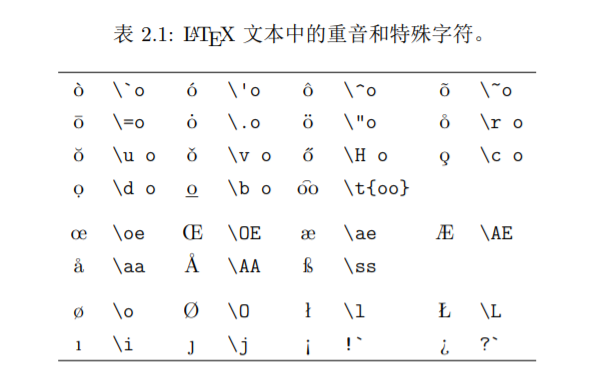 表 2.1: LATEX 文本中的重音和特殊字符。
ò \`o ó \'o ô \^o õ \~o
ō \=o ȯ \.o ö \"o o̊ \r o
ŏ \u o ǒ \v o ő \H o o̧ \c o
ọ \d o o̲ \b o o͡o \t{oo}
œ \oe Œ \OE æ \ae Æ \AE
å \aa Å \AA ß \ss
ø \o Ø \O ł \l Ł \L
ı \i ȷ \j ¡ !` ¿ ?`